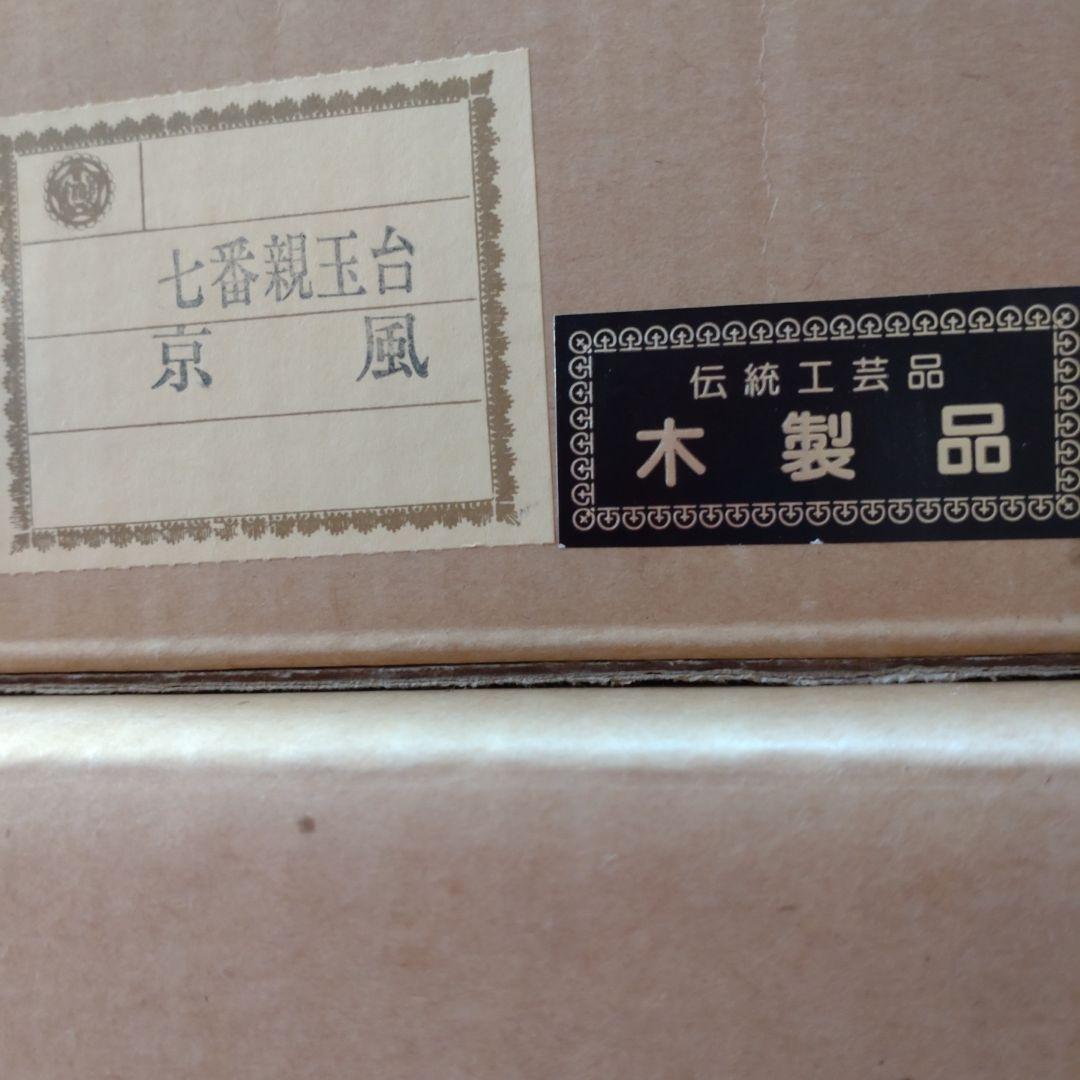 七番親玉台
京 風
伝統工芸品
木製品